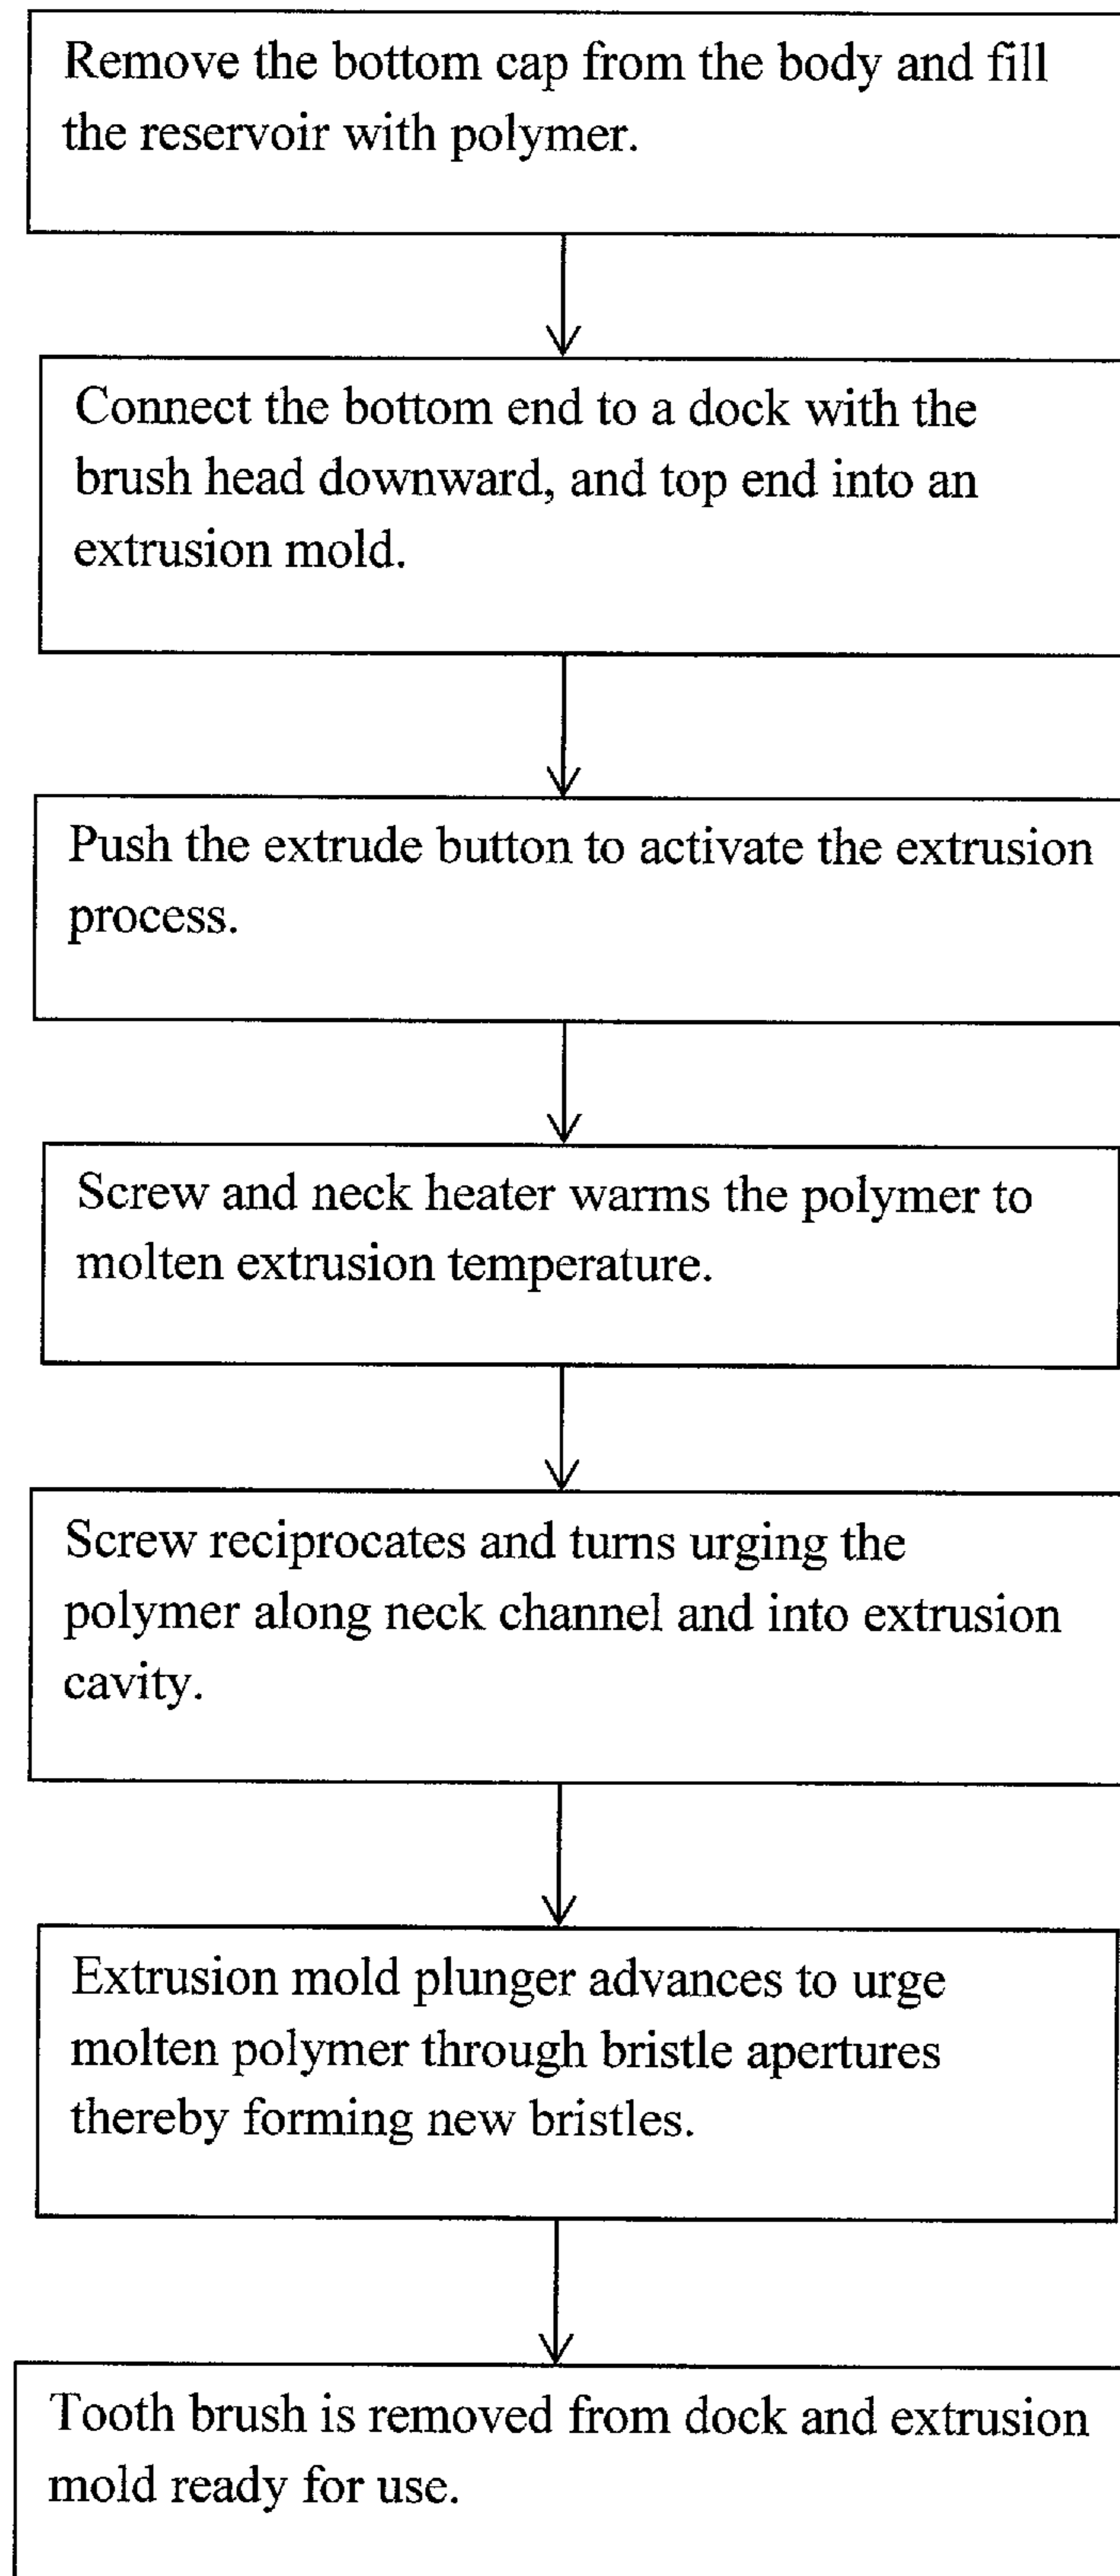 Remove the bottom cap from the body and fill
the reservoir with polymer.
Connect the bottom end to a dock with the
brush head downward, and top end into an
extrusion mold.
Push the extrude button to activate the extrusion
process.
Screw and neck heater warms the polymer to
molten extrusion temperature.
Screw reciprocates and turns urging the
polymer along neck channel and into extrusion
cavity.
Extrusion mold plunger advances to urge
molten polymer through bristle apertures
thereby forming new bristles.
Tooth brush is removed from dock and extrusion
mold ready for use.